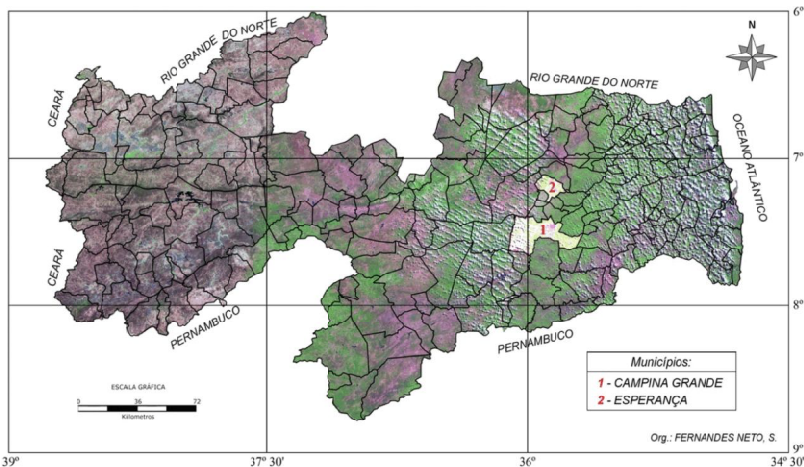 6º
N
RIO GRANDE DO NORTE
RIO GRANDE DO NORTE
CEARÁ
OCEANO ATLÂNTICO
7º
2
1
CEARÁ
8º
PERNAMBUCO
PERNAMBUCO
Municípics:
1 - CAMPINA GRANDE
2 - ESPERANÇA
ESCALA GRÁFICA
0 36 72
Kilometros
Org.: FERNANDES NETO, S.
9º
39º 37º 30' 36º 34º 30'